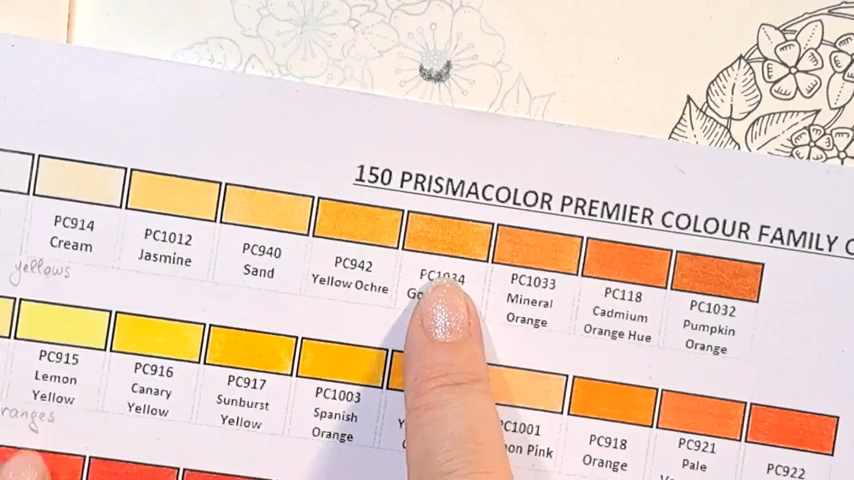 150 PRISMACOLOR PREMIER COLOUR FAMILY
PC914
Cream
PC1012
Jasmine
PC940
Sand
PC942
Yellow Ochre
PC1034
PC1033
Mineral
Orange
PC118
Cadmium
Orange Hue
PC1032
Pumpkin
Orange
yellows
PC915
Lemon
Yellow
PC916
Canary
Yellow
PC917
Sunburst
Yellow
PC1003
Spanish
Orange
Pink
PC918
Orange
PC921
Pale
PC922